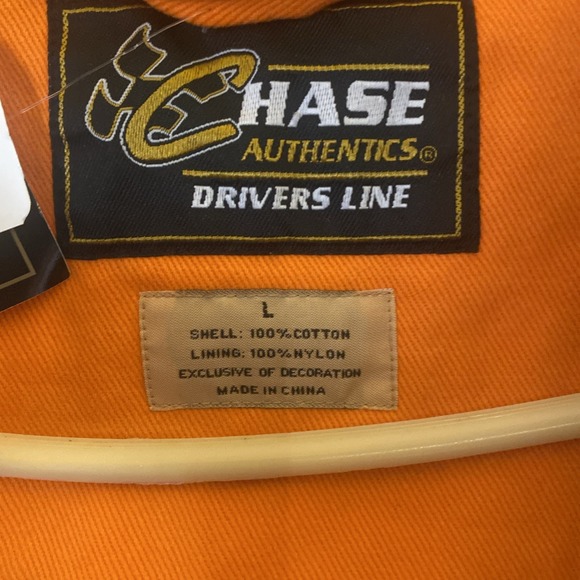 CHASE
AUTHENTICS®
DRIVERS LINE
L
SHELL: 100% COTTON
LINING: 100% NYLON
EXCLUSIVE OF DECORATION
MADE IN CHINA